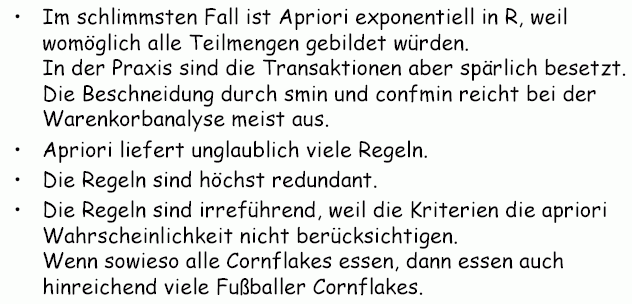 • Im schlimmsten Fall ist Apriori exponentiell in R, weil
womöglich alle Teilmengen gebildet würden.
In der Praxis sind die Transaktionen aber spärlich besetzt.
Die Beschneidung durch smin und confmin reicht bei der
Warenkorbanalyse meist aus.
• Apriori liefert unglaublich viele Regeln.
• Die Regeln sind höchst redundant.
• Die Regeln sind irreführend, weil die Kriterien die apriori
Wahrscheinlichkeit nicht berücksichtigen.
Wenn sowieso alle Cornflakes essen, dann essen auch
hinreichend viele Fußballer Cornflakes.